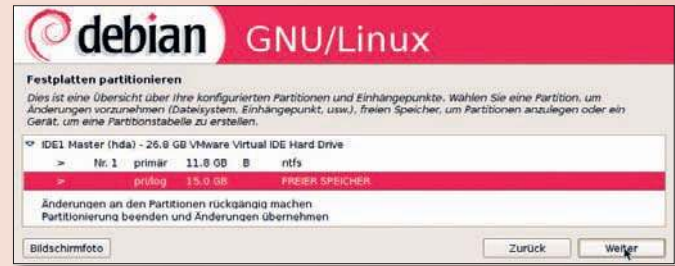 debian GNU/Linux
Festplatten partitionieren
Dies ist eine Übersicht über Ihre konfigurierten Partitionen und Einhängepunkte. Wählen Sie eine Partition, um
Änderungen vorzunehmen (Dateisystem, Einhängepunkt, usw.), freien Speicher, um Partitionen anzulegen oder ein
Gerät, um eine Partitionstabelle zu erstellen.
IDE1 Master (hda) - 26.8 GB VMware Virtual IDE Hard Drive
> Nr. 1 primär 11.8 GB B ntfs
> pri/log 15.0 GB FREIER SPEICHER
Änderungen an den Partitionen rückgängig machen
Partitionierung beenden und Änderungen übernehmen
Bildschirmfoto Zurück Weiter